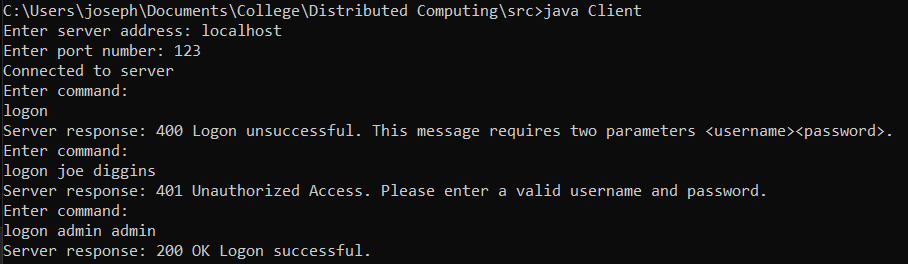 C:\Users\joseph\Documents\College\Distributed Computing\src>java Client
Enter server address: localhost
Enter port number: 123
Connected to server
Enter command:
logon
Server response: 400 Logon unsuccessful. This message requires two parameters <username><password>.
Enter command:
logon joe diggins
Server response: 401 Unauthorized Access. Please enter a valid username and password.
Enter command:
logon admin admin
Server response: 200 OK Logon successful.